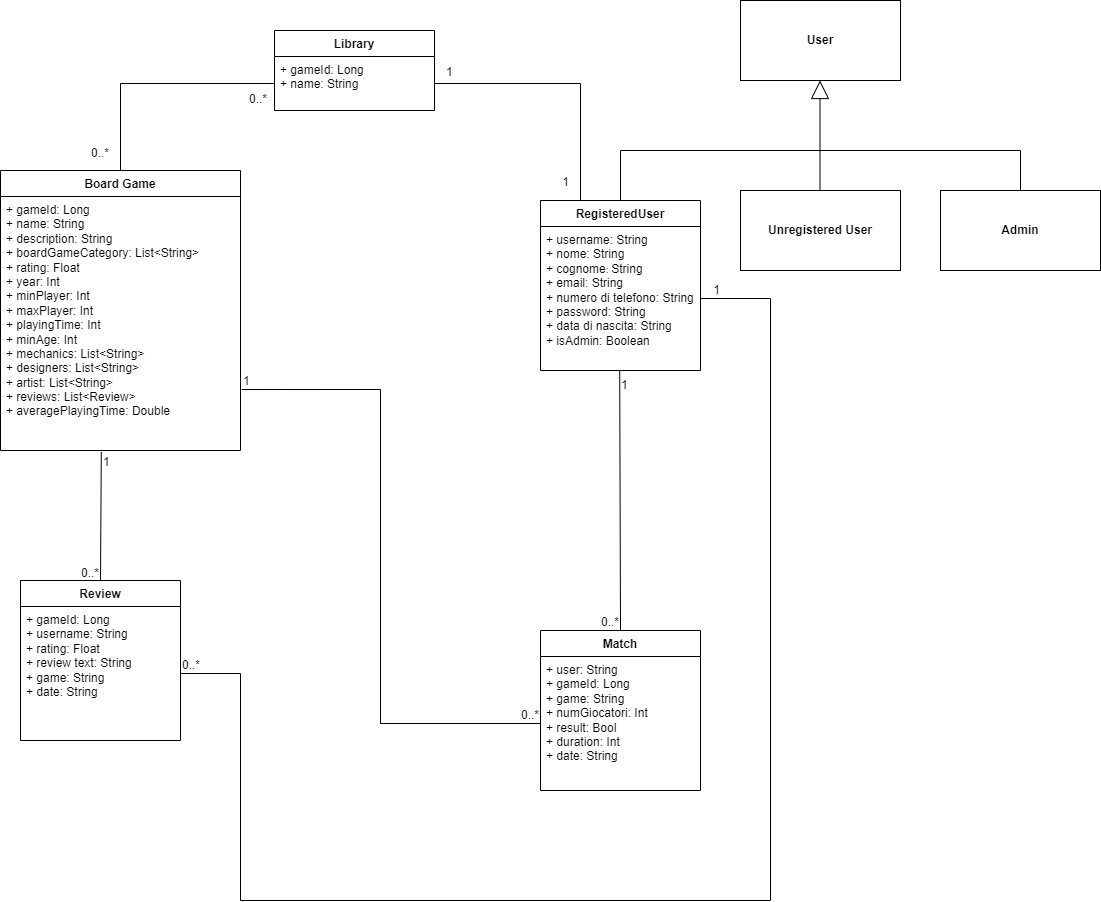 User
Library
+ gameId: Long
+ name: String
1
0..*
0..*
1
Board Game
+ gameId: Long
+ name: String
+ description: String
+ boardGameCategory: List<String>
+ rating: Float
+ year: Int
+ minPlayer: Int
+ maxPlayer: Int
+ playingTime: Int
+ minAge: Int
+ mechanics: List<String>
+ designers: List<String>
+ artist: List<String>
+ reviews: List<Review>
+ averagePlayingTime: Double
RegisteredUser
+ username: String
+ nome: String
+ cognome: String
+ email: String
+ numero di telefono: String
+ password: String
+ data di nascita: String
+ isAdmin: Boolean
Unregistered User
Admin
1
1
1
1
0..*
Review
+ gameId: Long
+ username: String
+ rating: Float
+ review text: String
+ game: String
+ date: String
0..*
0..*
Match
+ user: String
+ gameId: Long
+ game: String
+ numGiocatori: Int
+ result: Bool
+ duration: Int
+ date: String
0..*